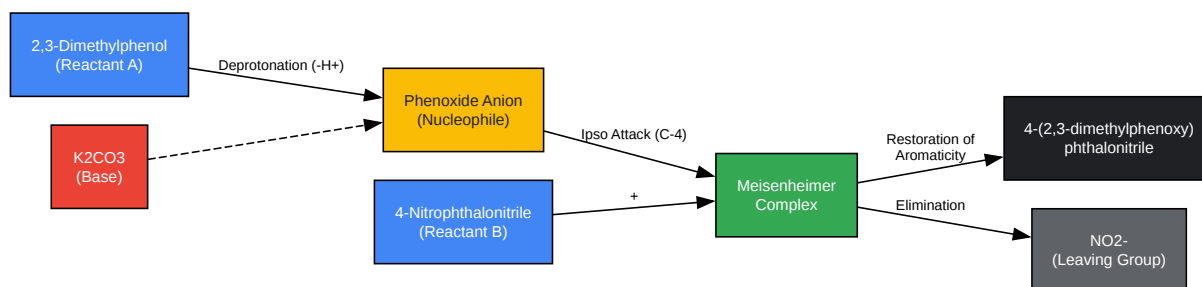 2,3-Dimethylphenol
(Reactant A)
Deprotonation (-H+)
K2CO3
(Base)
Phenoxide Anion
(Nucleophile)
Ipso Attack (C-4)
4-Nitrophthalonitrile
(Reactant B)
+
Meisenheimer
Complex
Restoration of
Aromaticity
4-(2,3-dimethylphenoxy)
phthalonitrile
Elimination
NO2-
(Leaving Group)